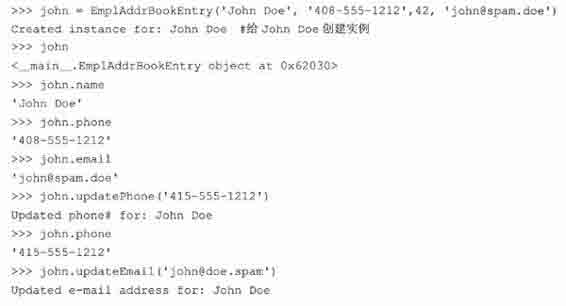 >>> john = EmplAddrBookEntry('John Doe', '408-555-1212',42, 'john@spam.doe')
Created instance for: John Doe  #给 John Doe 创建实例
>>> john
<__main__.EmplAddrBookEntry object at 0x62030>
>>> john.name
'John Doe'
>>> john.phone
'408-555-1212'
>>> john.email
'john@spam.doe'
>>> john.updatePhone('415-555-1212')
Updated phone# for: John Doe
>>> john.phone
'415-555-1212'
>>> john.updateEmail('john@doe.spam')
Updated e-mail address for: John Doe